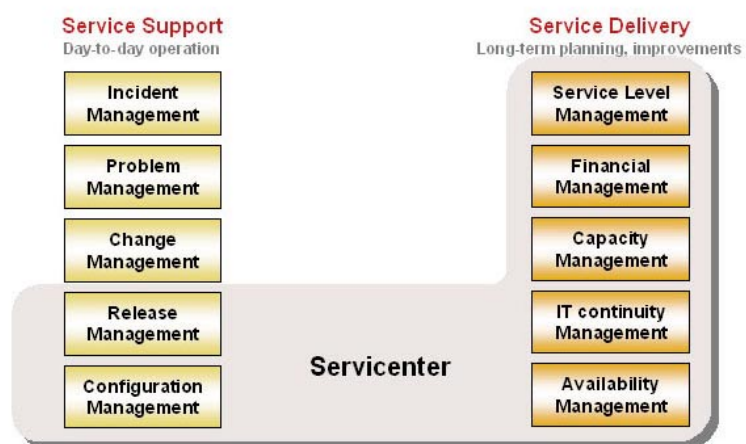 Service Support
Day-to-day operation
Incident
Management
Problem
Management
Change
Management
Release
Management
Configuration
Management
Servicenter
Service Delivery
Long-term planning, improvements
Service Level
Management
Financial
Management
Capacity
Management
IT continuity
Management
Availability
Management